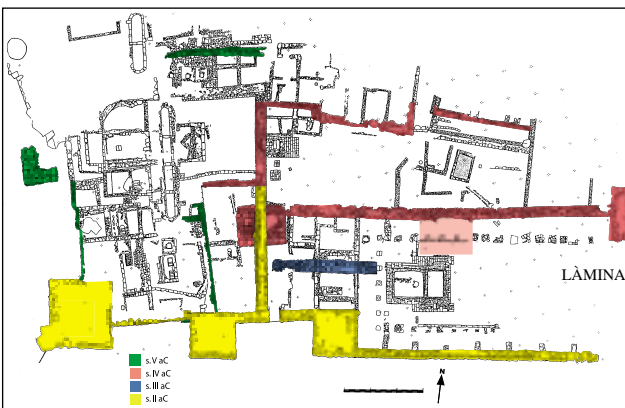 LÀMINA
N
s. V aC
s. IV aC
s. III aC
s. II aC